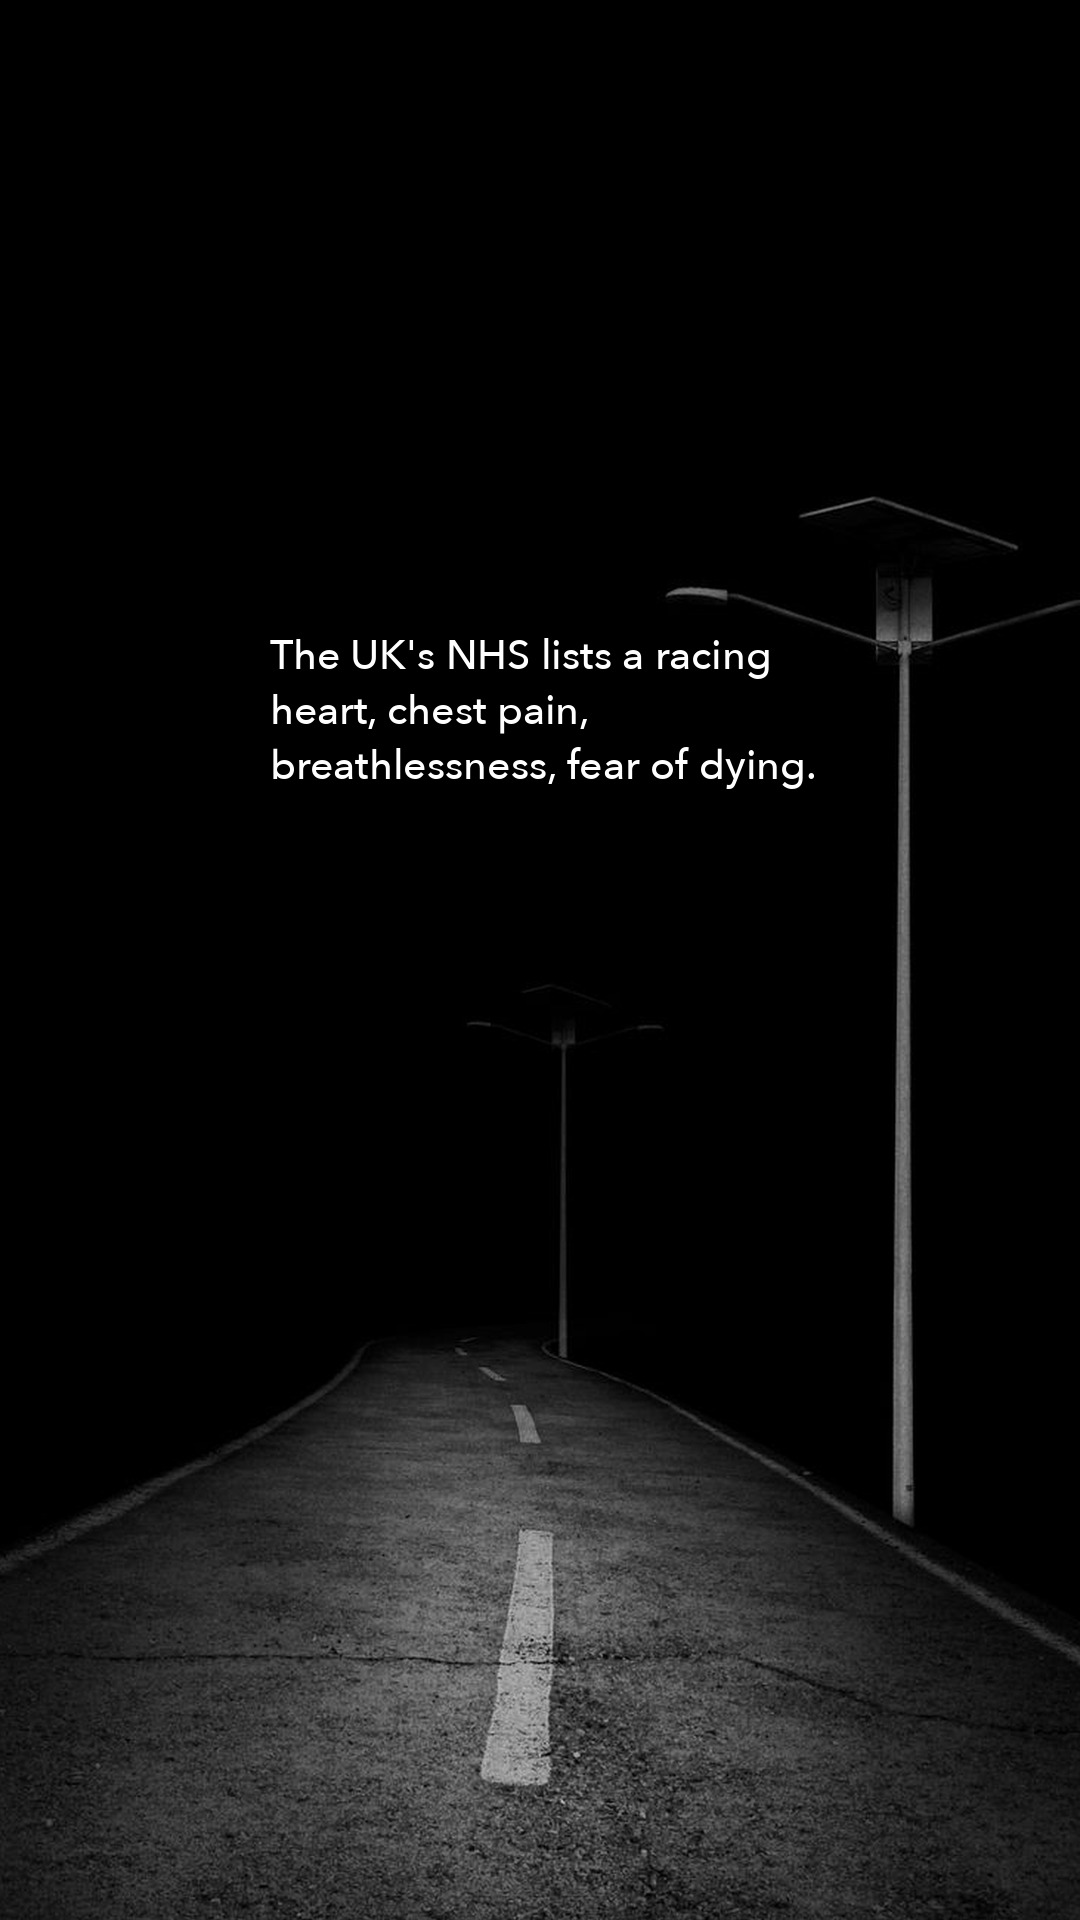 The UK's NHS lists a racing
heart, chest pain,
breathlessness, fear of dying.